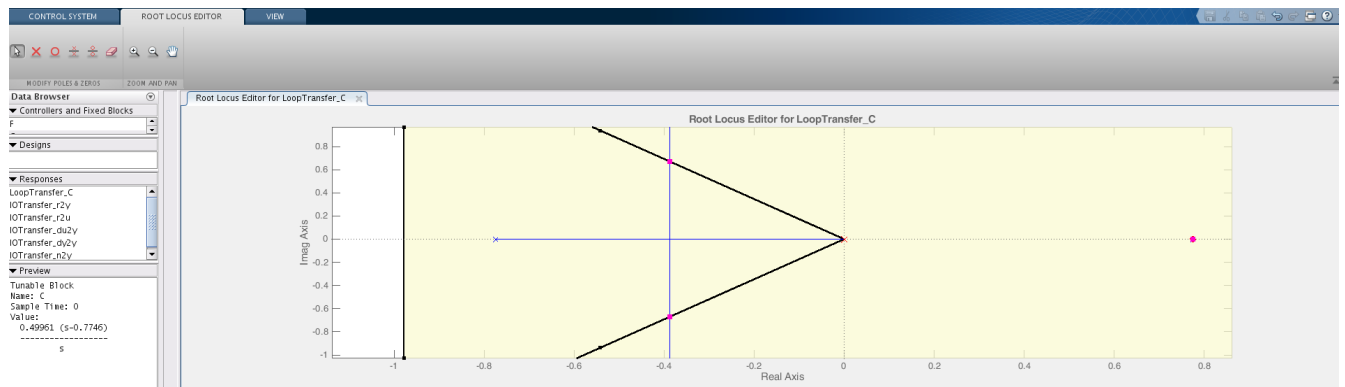 CONTROL SYSTEM
ROOT LOCUS EDITOR
VIEW
MODIFY POLES & ZEROS
ZOOM AND PAN
Data Browser
Controllers and Fixed Blocks
F
Designs
Responses
LoopTransfer_C
IOTransfer_r2y
IOTransfer_r2u
IOTransfer_du2y
IOTransfer_dy2y
IOTransfer_n2y
Preview
Tunable Block
Name: C
Sample Time: 0
Value:
0.49961 (s-0.7746)
------------------
s
Root Locus Editor for LoopTransfer_C
Root Locus Editor for LoopTransfer_C
Imag Axis
0.8
0.6
0.4
0.2
0
-0.2
-0.4
-0.6
-0.8
-1
-1 -0.8 -0.6 -0.4 -0.2 0 0.2 0.4 0.6 0.8
Real Axis